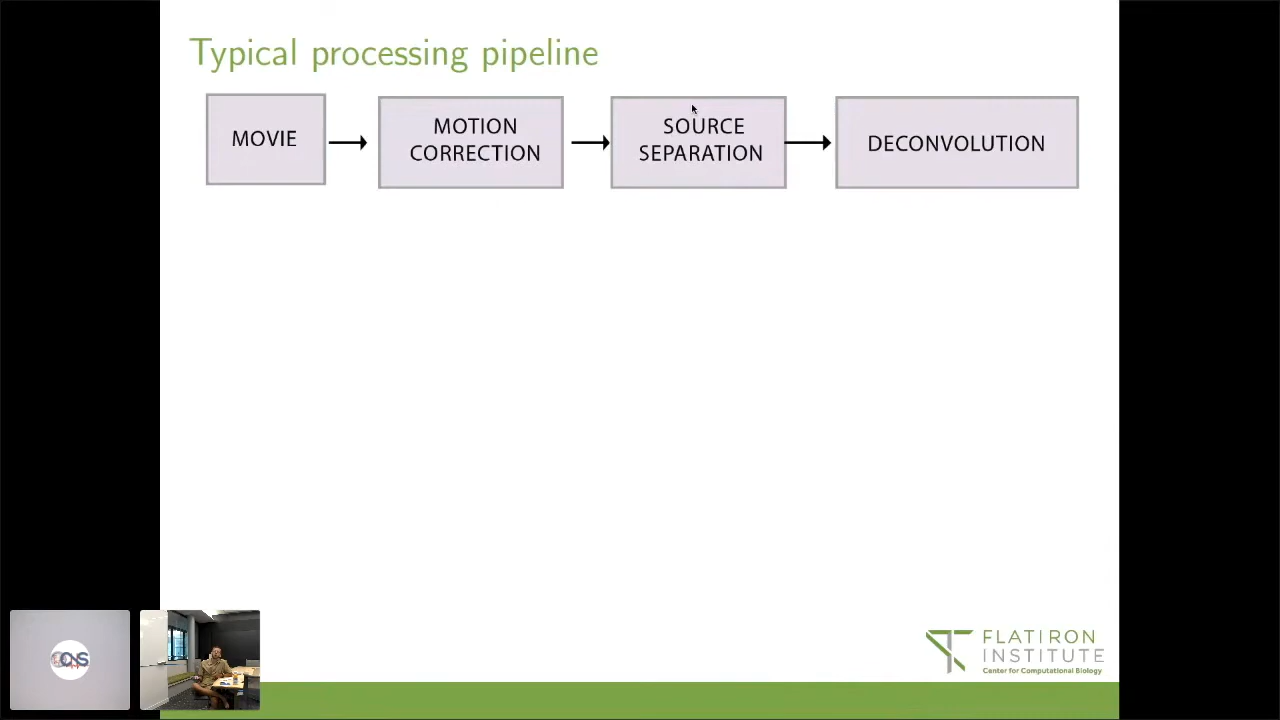 Typical processing pipeline
MOVIE
MOTION
CORRECTION
SOURCE
SEPARATION
DECONVOLUTION
FLATIRON
INSTITUTE
Center for Computational Biology